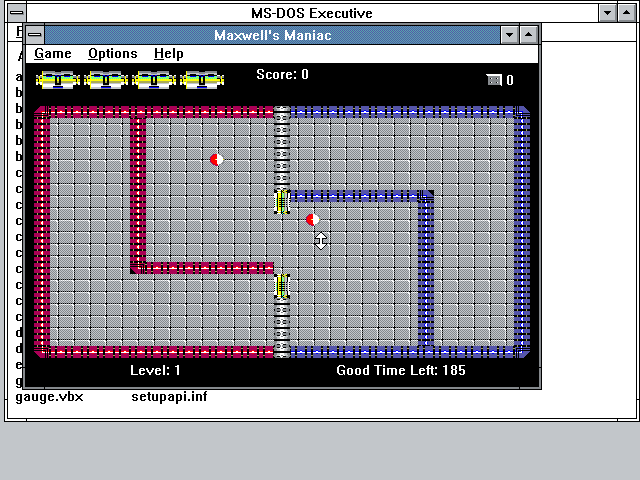 MS-DOS Executive
Maxwell's Maniac
Game Options Help
Score: 0
0
Level: 1
Good Time Left: 185
gauge.vbx setupapi.inf